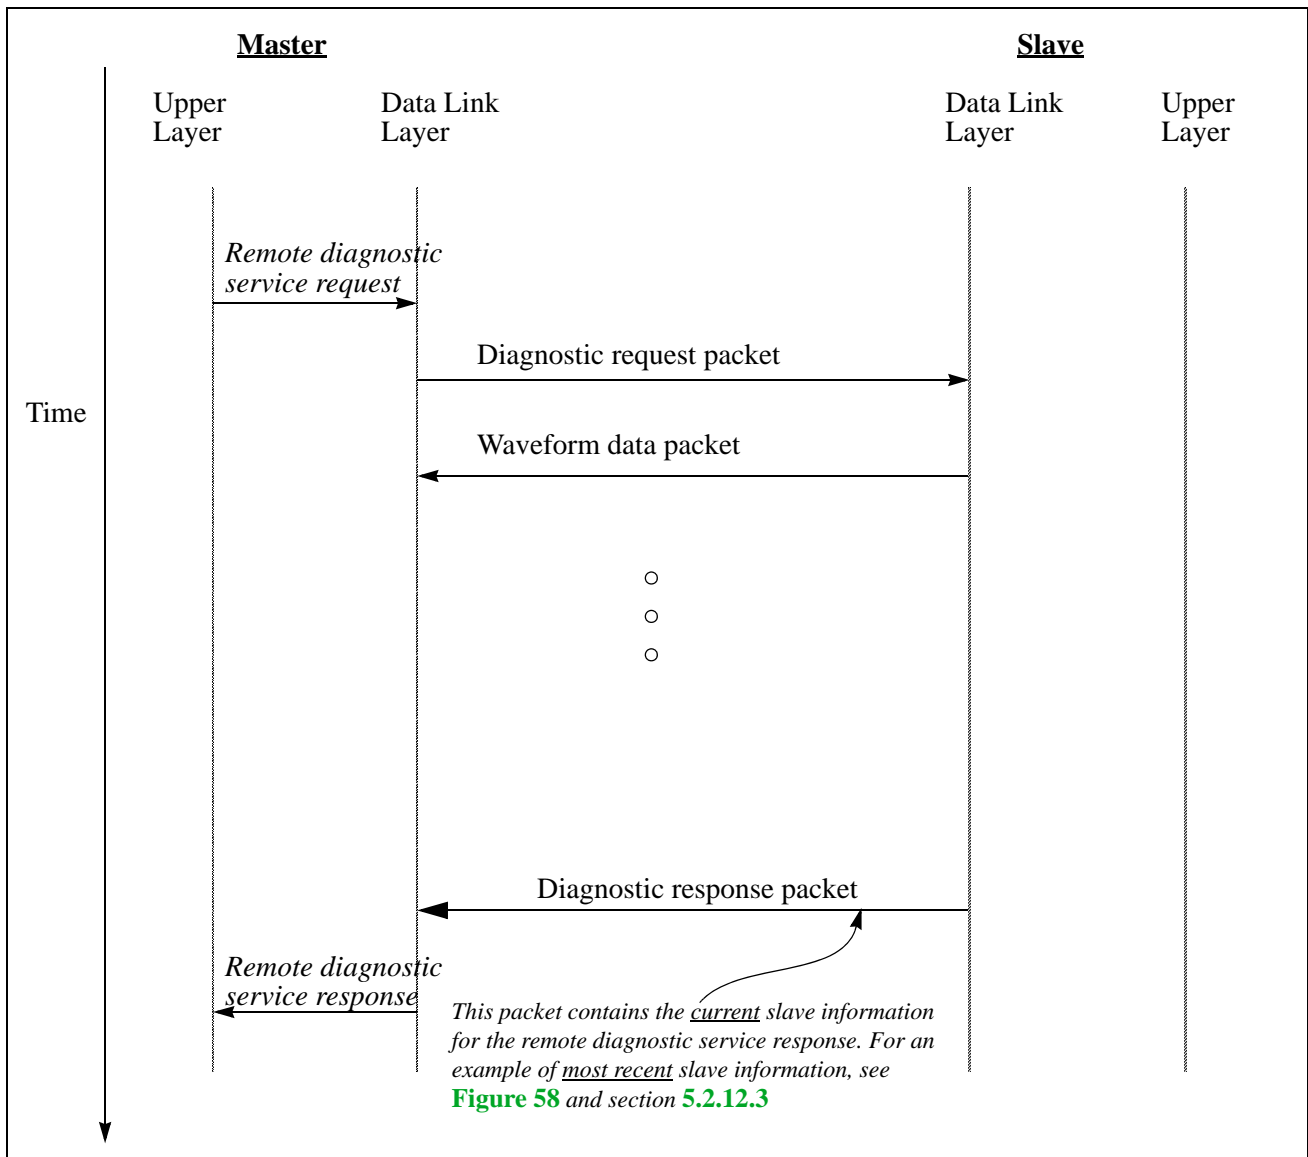 Master
Slave
Upper
Layer
Data Link
Layer
Data Link
Layer
Upper
Layer
Remote diagnostic
service request
Diagnostic request packet
Time
Waveform data packet
Diagnostic response packet
Remote diagnostic
service response
This packet contains the current slave information
for the remote diagnostic service response. For an
example of most recent slave information, see
Figure 58 and section 5.2.12.3